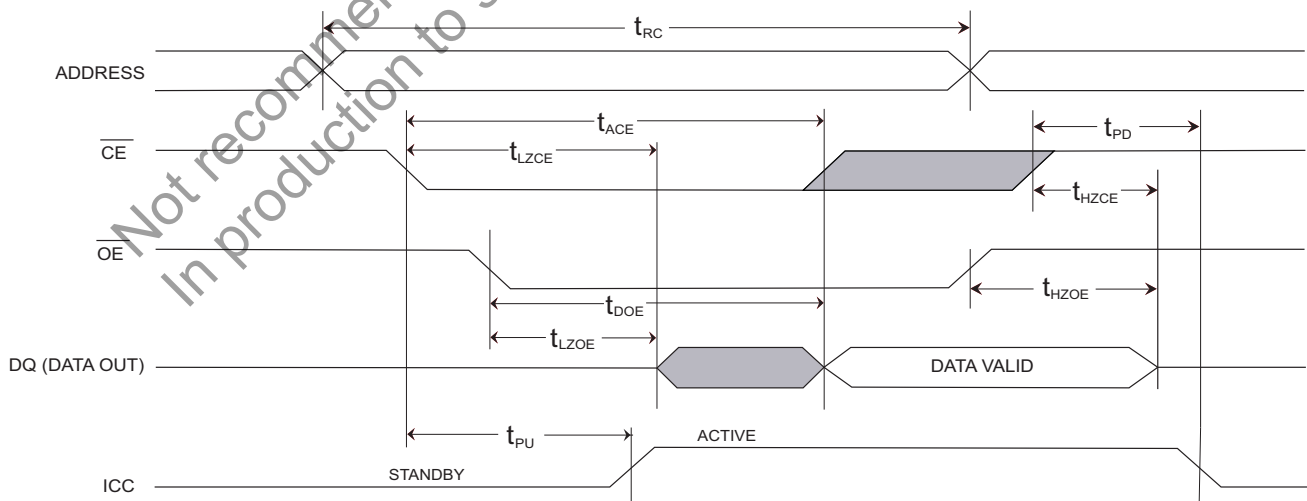 Not recommen
In production to s
tRC
ADDRESS
tACE
tPD
CE
tLZCE
tHZCE
OE
tHZOE
tDOE
tLZOE
DQ (DATA OUT)
DATA VALID
tPU
ACTIVE
STANDBY
ICC